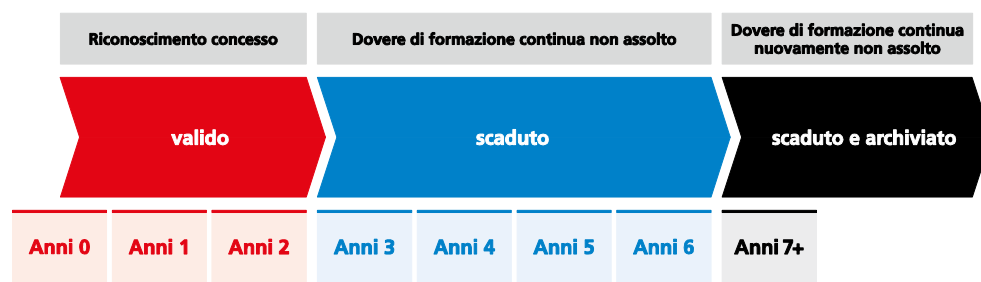 Riconoscimento concesso
Dovere di formazione continua non assolto
Dovere di formazione continua
nuovamente non assolto
valido
scaduto
scaduto e archiviato
Anni 0
Anni 1
Anni 2
Anni 3
Anni 4
Anni 5
Anni 6
Anni 7+